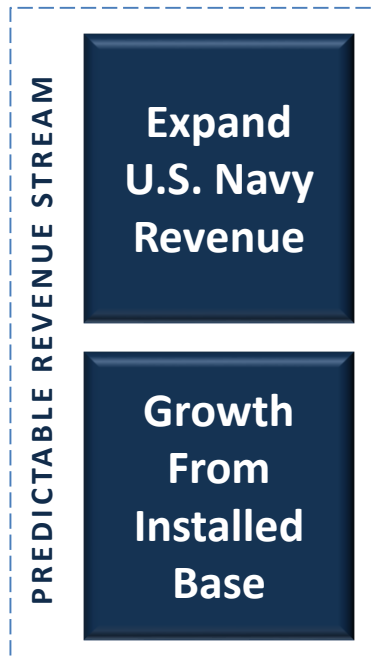 PREDICTABLE REVENUE STREAM
Expand
U.S. Navy
Revenue
Growth
From
Installed
Base